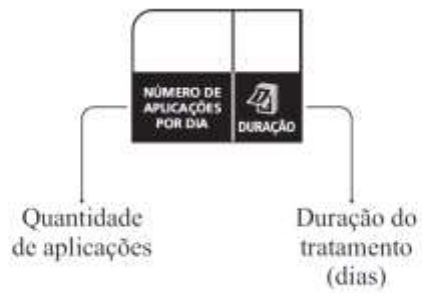 NÚMERO DE
APLICAÇÕES
POR DIA
DURAÇÃO
Quantidade
de aplicações
Duração do
tratamento
(dias)